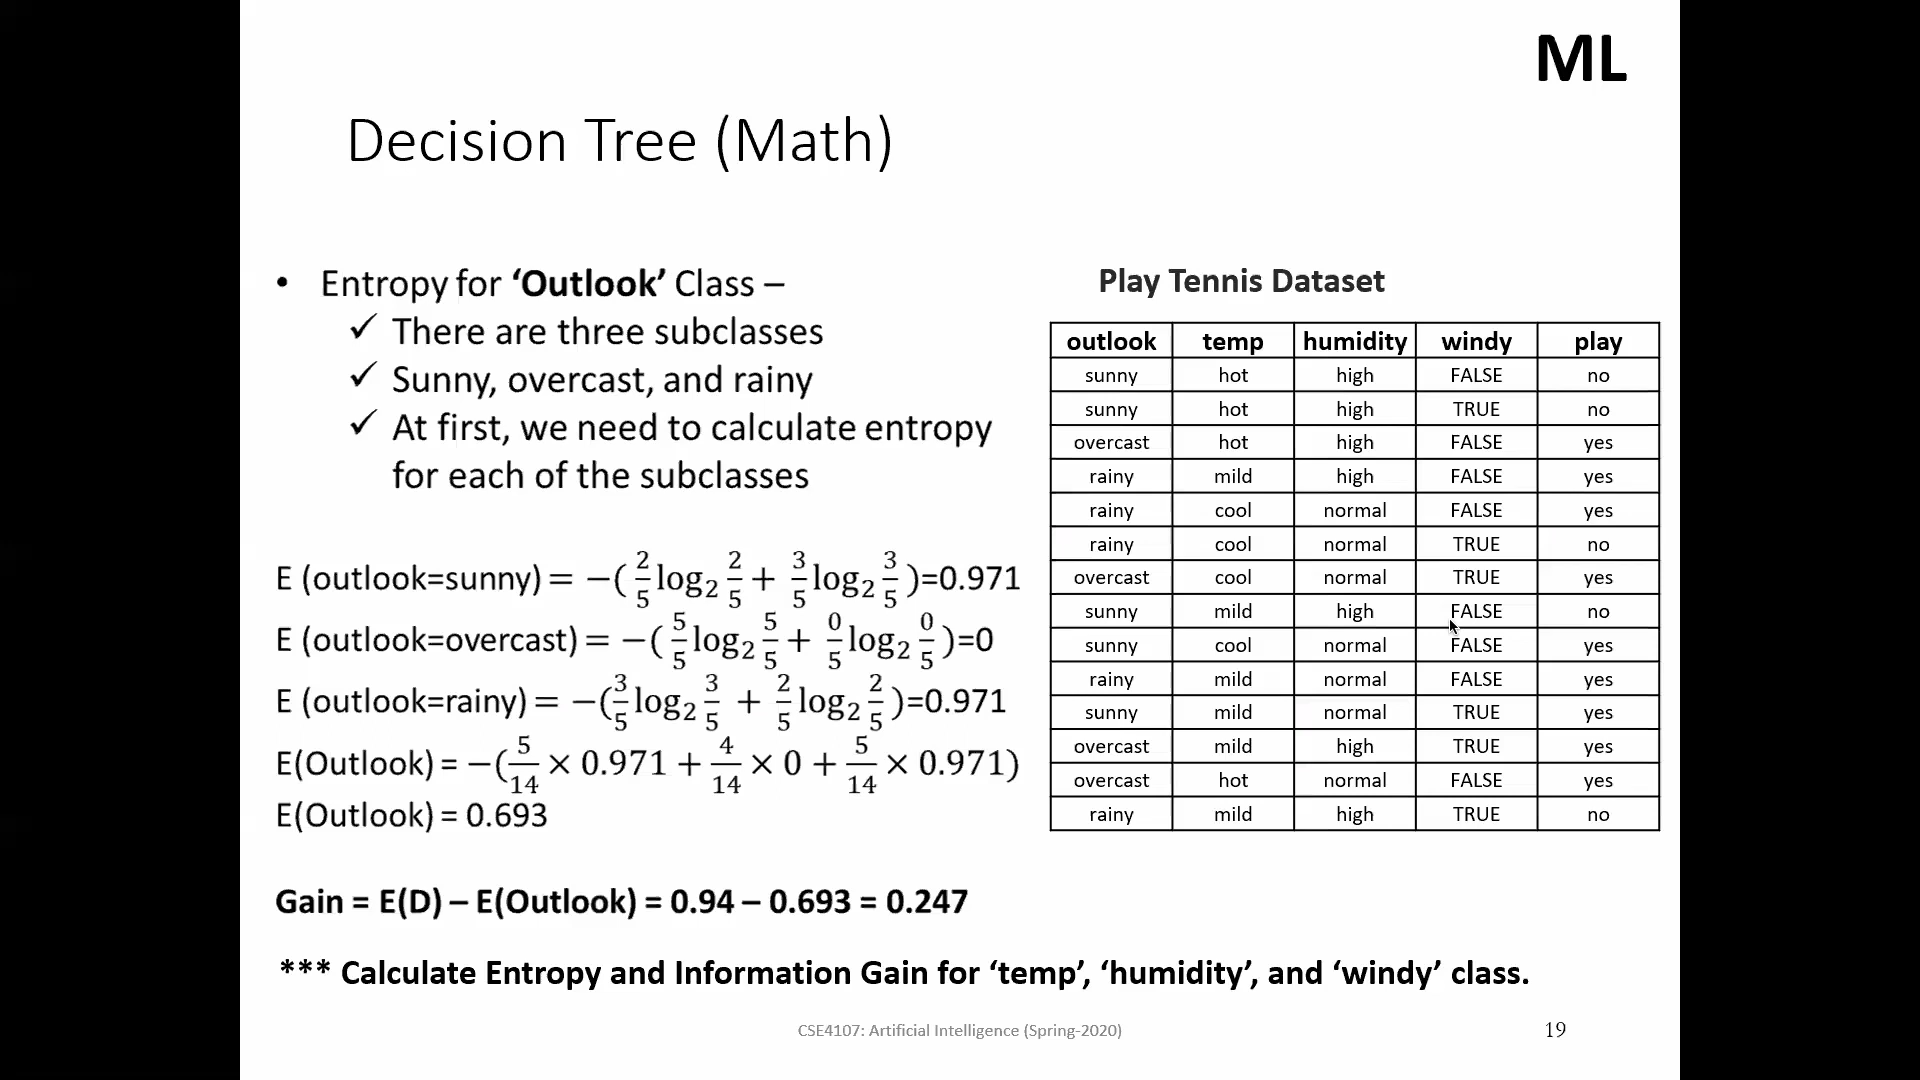 ML
Decision Tree (Math)
• Entropy for ‘Outlook’ Class –
✓ There are three subclasses
✓ Sunny, overcast, and rainy
✓ At first, we need to calculate entropy
for each of the subclasses
E (outlook=sunny) = −( 2/5 log₂ 2/5 + 3/5 log₂ 3/5 )=0.971
E (outlook=overcast) = −( 5/5 log₂ 5/5 + 0/5 log₂ 0/5 )=0
E (outlook=rainy) = −( 3/5 log₂ 3/5 + 2/5 log₂ 2/5 )=0.971
E(Outlook) = −( 5/14 × 0.971 + 4/14 × 0 + 5/14 × 0.971)
E(Outlook) = 0.693
Gain = E(D) – E(Outlook) = 0.94 – 0.693 = 0.247
Play Tennis Dataset
outlook temp humidity windy play
sunny hot high FALSE no
sunny hot high TRUE no
overcast hot high FALSE yes
rainy mild high FALSE yes
rainy cool normal FALSE yes
rainy cool normal TRUE no
overcast cool normal TRUE yes
sunny mild high FALSE no
sunny cool normal FALSE yes
rainy mild normal FALSE yes
sunny mild normal TRUE yes
overcast mild high TRUE yes
overcast hot normal FALSE yes
rainy mild high TRUE no
*** Calculate Entropy and Information Gain for ‘temp’, ‘humidity’, and ‘windy’ class.
CSE4107: Artificial Intelligence (Spring-2020)
19